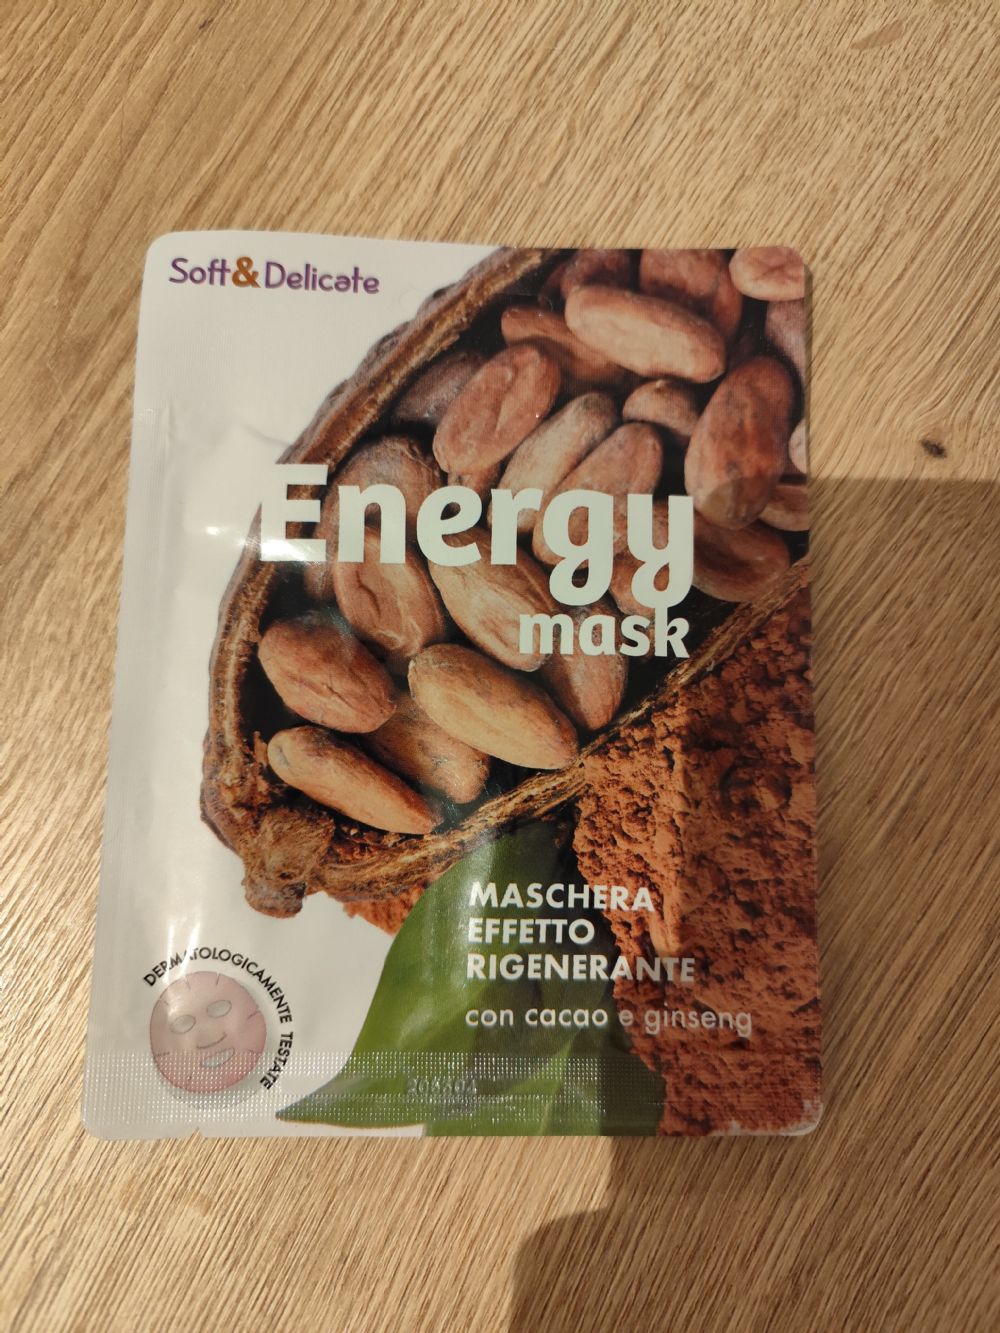 Soft&Delicate
Energy
mask
MASCHERA
EFFETTO
RIGENERANTE
con cacao e ginseng
DERMATOLOGICAMENTE TESTATE